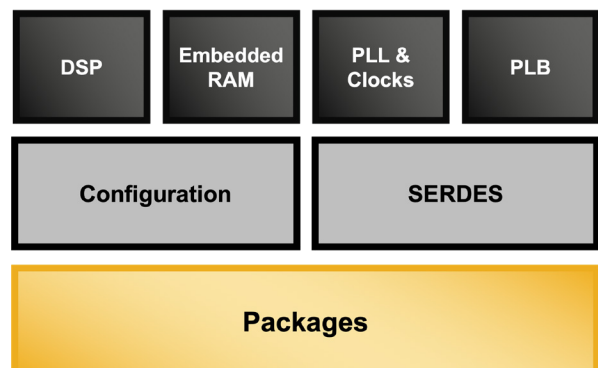 DSP
Embedded
RAM
PLL &
Clocks
PLB
Configuration
SERDES
Packages